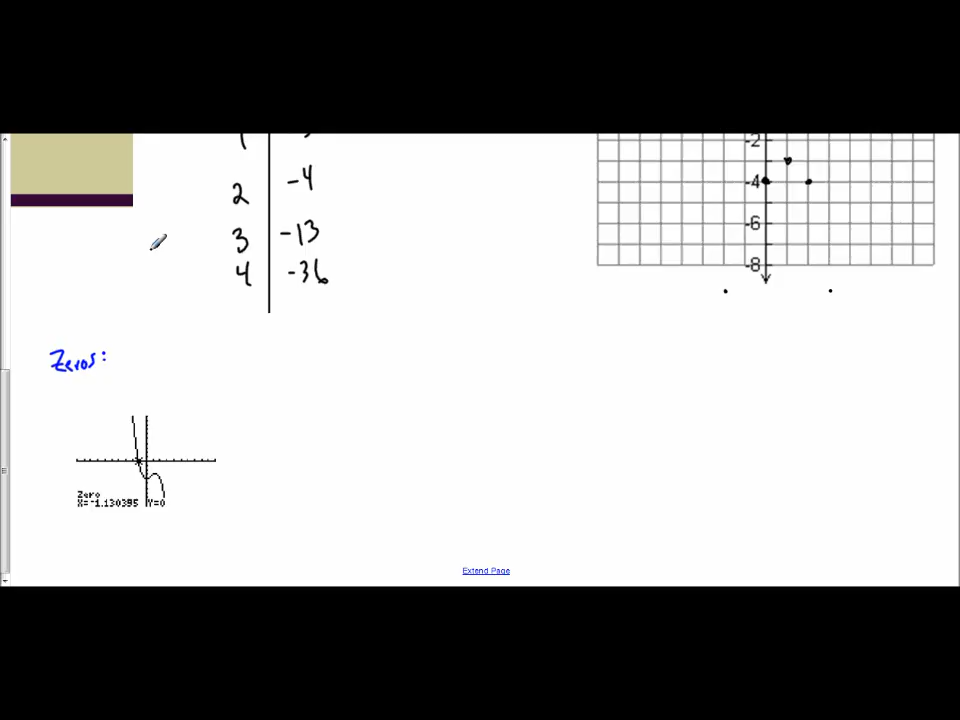 -2
2 -4
-4
3 -13
-6
4 -36
-8
Zeros:
Zero
X=-1.130395 Y=0
Extend Page